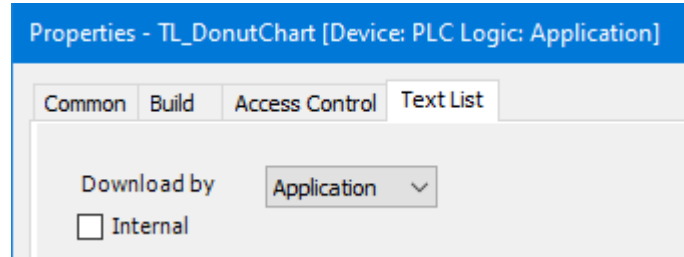 Properties - TL_DonutChart [Device: PLC Logic: Application]
Common Build Access Control Text List
Download by Application
Internal